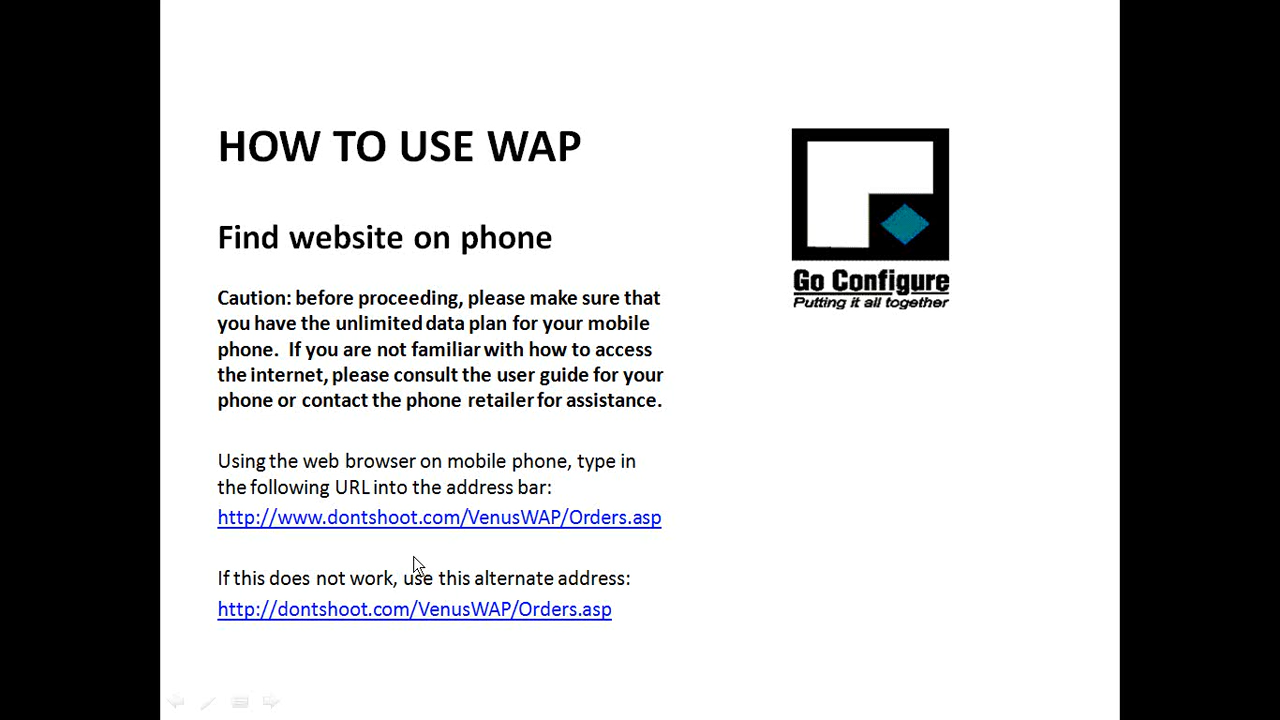 HOW TO USE WAP
Find website on phone
Caution: before proceeding, please make sure that
you have the unlimited data plan for your mobile
phone.  If you are not familiar with how to access
the internet, please consult the user guide for your
phone or contact the phone retailer for assistance.
Using the web browser on mobile phone, type in
the following URL into the address bar:
http://www.dontshoot.com/VenusWAP/Orders.asp
If this does not work, use this alternate address:
http://dontshoot.com/VenusWAP/Orders.asp
Go Configure
Putting it all together